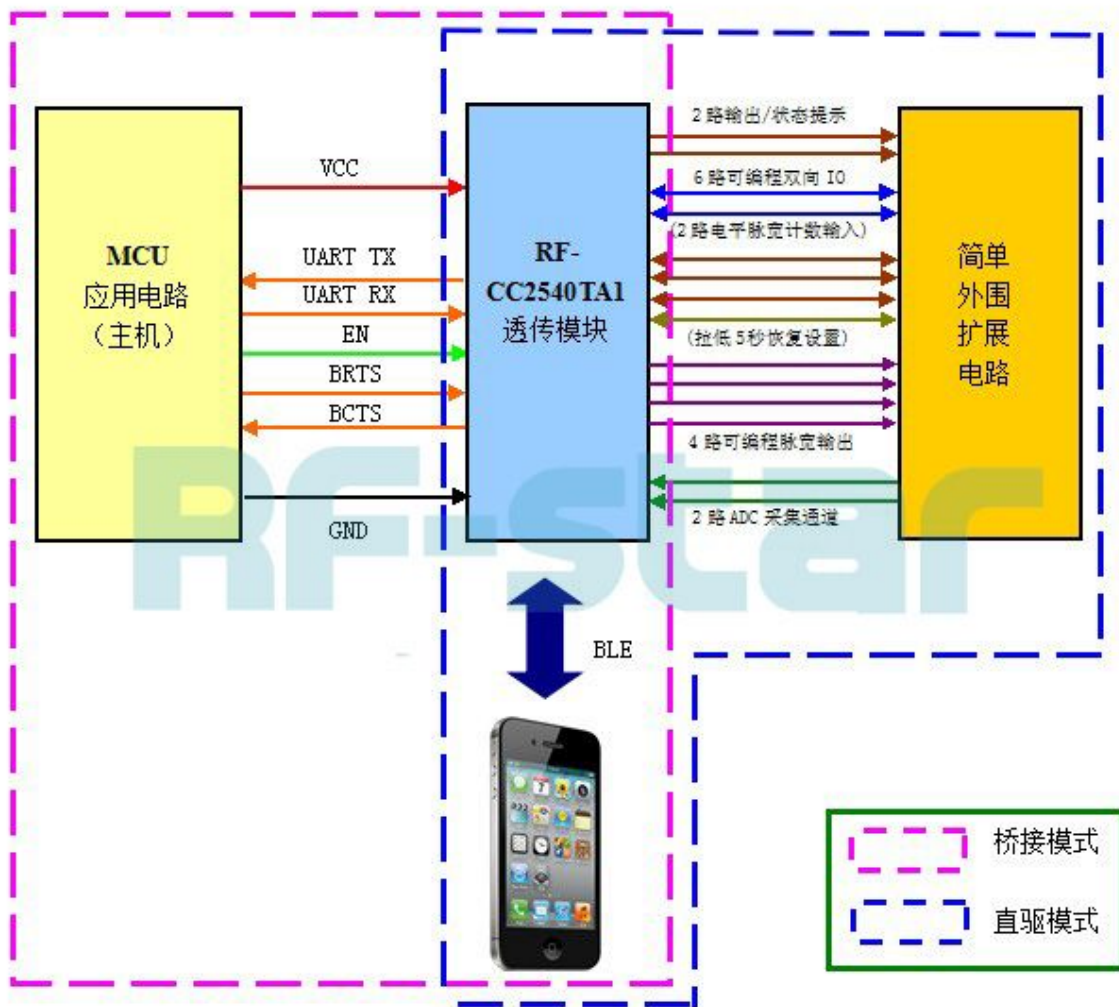 MCU
应用电路
（主机）
VCC
UART TX
UART RX
EN
BRTS
BCTS
GND
RF-
CC2540TA1
透传模块
2 路输出/状态提示
6 路可编程双向 IO
(2 路电平脉宽计数输入)
(拉低 5秒恢复设置)
4 路可编程脉宽输出
2 路 ADC 采集通道
简单
外围
扩展
电路
RF-star
BLE
桥接模式
直驱模式